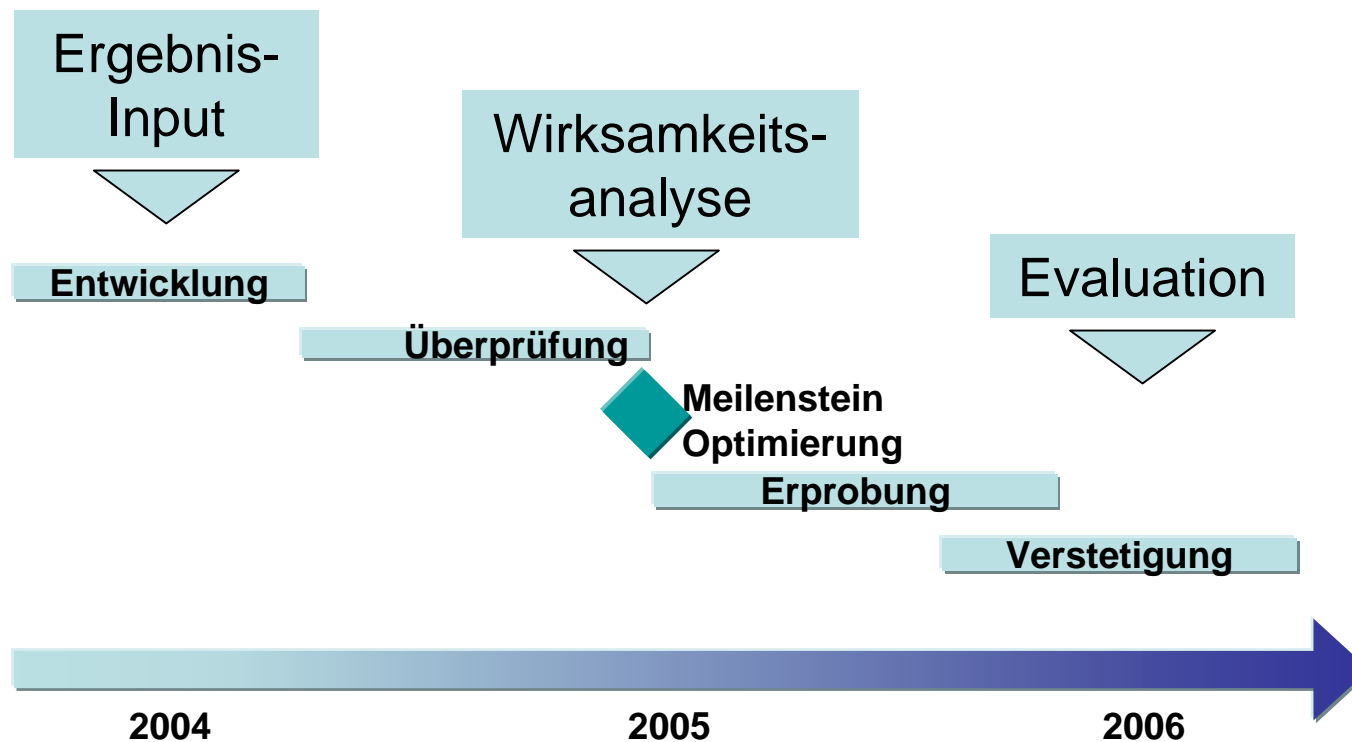 Ergebnis-
Input
Wirksamkeits-
analyse
Evaluation
Entwicklung
Überprüfung
Meilenstein
Optimierung
Erprobung
Verstetigung
2004
2005
2006